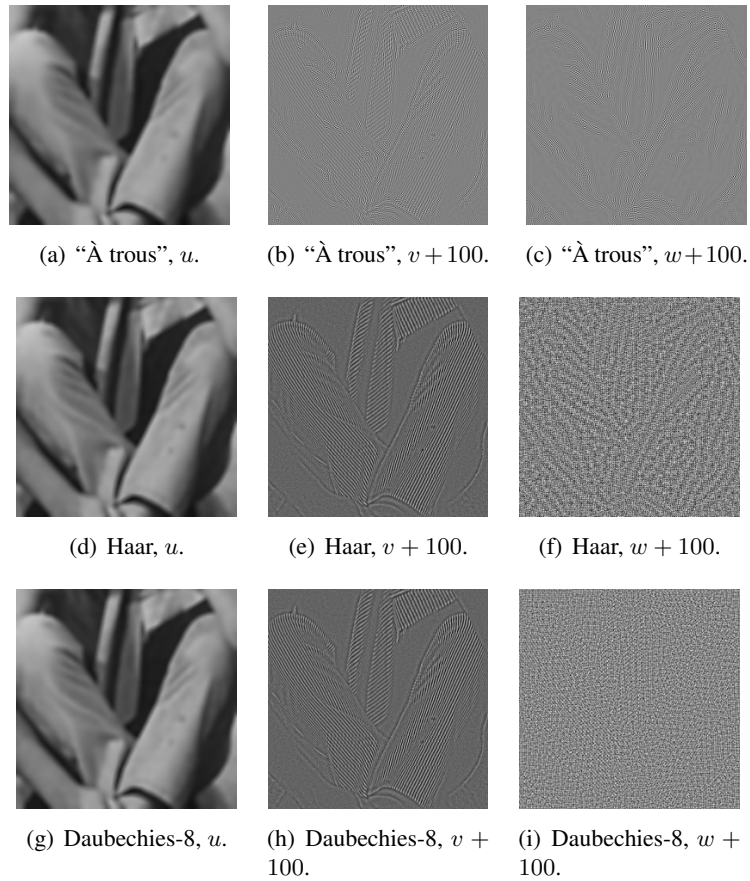 (a) “À trous”, u.
(b) “À trous”, v + 100.
(c) “À trous”, w + 100.
(d) Haar, u.
(e) Haar, v + 100.
(f) Haar, w + 100.
(g) Daubechies-8, u.
(h) Daubechies-8, v +
100.
(i) Daubechies-8, w +
100.